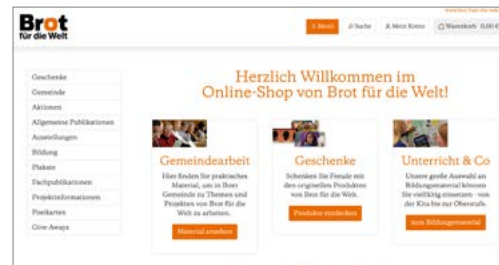 Brot
für die Welt
Menü
Suche
Mein Konto
Warenkorb 0,00 €
Geschenke
Gemeinde
Aktionen
Allgemeine Publikationen
Ausstellungen
Bildung
Plakate
Fachpublikationen
Projektinformationen
Postkarten
Give Aways
Herzlich Willkommen im
Online-Shop von Brot für die Welt!
Gemeindearbeit
Hier finden Sie praktisches
Material, um in Ihrer
Gemeinde zu Themen und
Projekten von Brot für die
Welt zu arbeiten.
Material ansehen
Geschenke
Schenken Sie Freude mit
den originellen Produkten
von Brot für die Welt.
Produkte entdecken
Unterricht & Co
Unsere große Auswahl an
Bildungsmaterial können
Sie vielfältig einsetzen - von
der Kita bis zur Oberstufe.
zum Bildungsmaterial